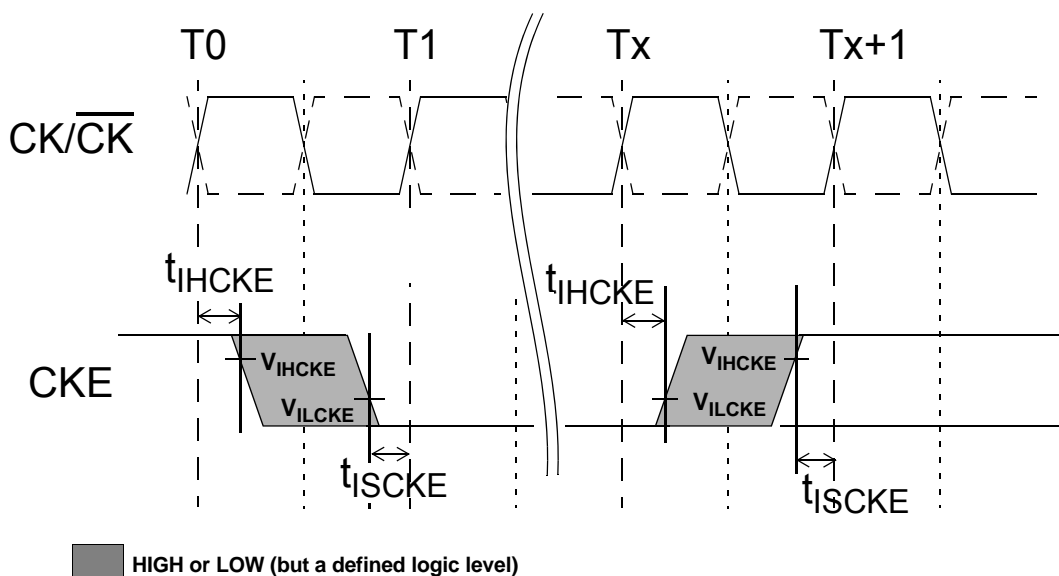 T0 T1 Tx Tx+1
CK/C̅K̅
tIHCKE tIHCKE
CKE
VIHCKE VIHCKE
VILCKE VILCKE
tISCKE tISCKE
HIGH or LOW (but a defined logic level)